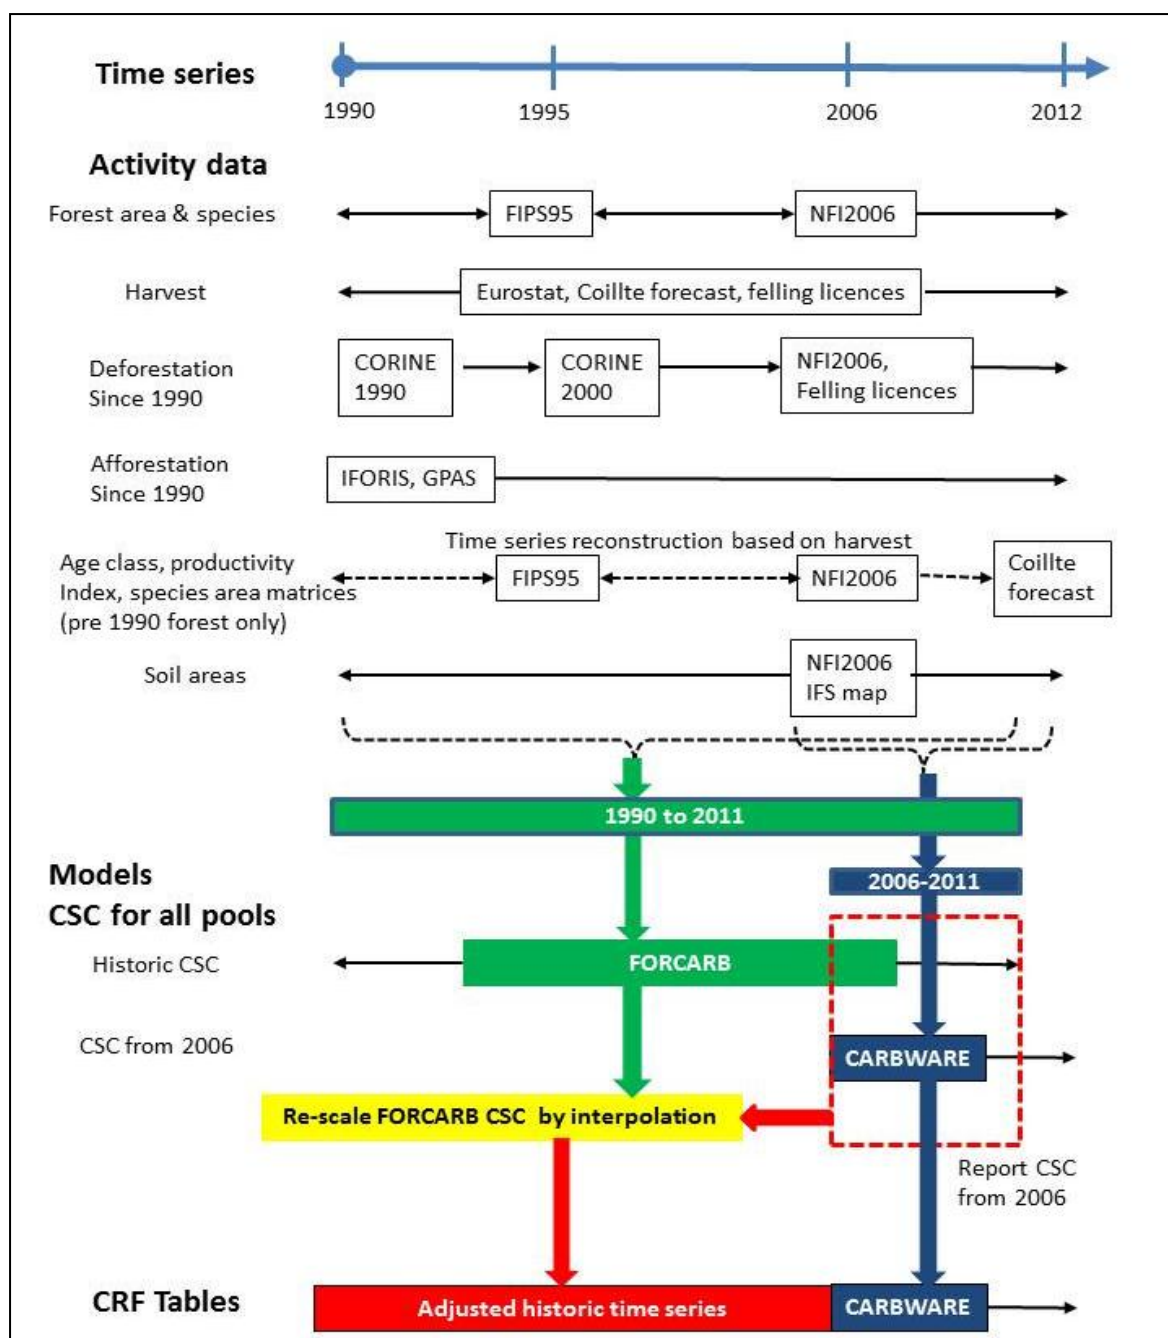 Time series
1990 1995 2006 2012
Activity data
Forest area & species
FIPS95
NFI2006
Harvest
Eurostat, Coillte forecast, felling licences
Deforestation
Since 1990
CORINE
1990
CORINE
2000
NFI2006,
Felling licences
Afforestation
Since 1990
IFORIS, GPAS
Time series reconstruction based on harvest
Age class, productivity
Index, species area matrices
(pre 1990 forest only)
FIPS95
NFI2006
Coillte
forecast
Soil areas
NFI2006
IFS map
1990 to 2011
2006-2011
Models
CSC for all pools
Historic CSC
FORCARB
CSC from 2006
CARBWARE
Re-scale FORCARB CSC by interpolation
Report CSC
from 2006
CRF Tables
Adjusted historic time series
CARBWARE